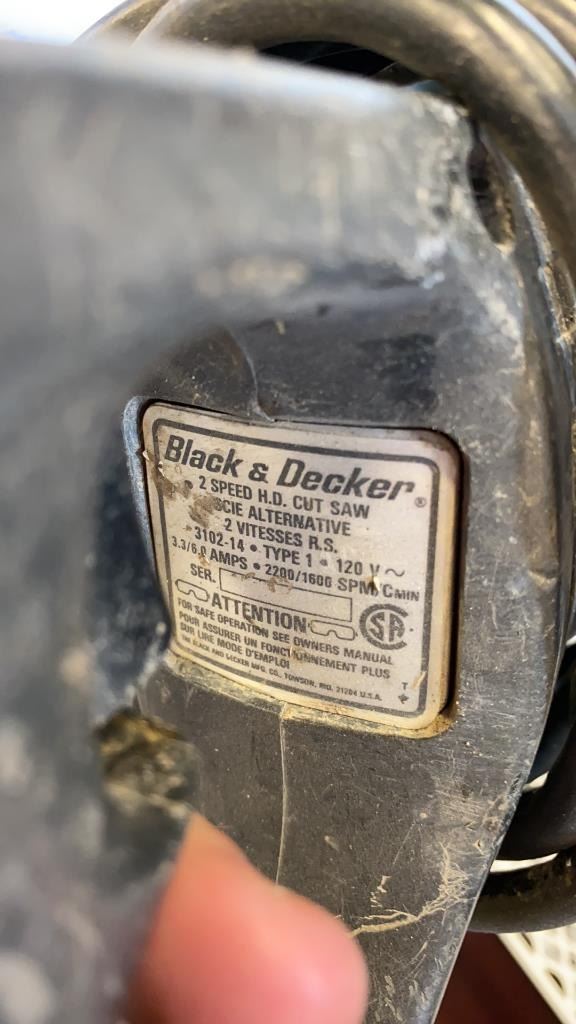 Black & Decker®
• 2 SPEED H.D. CUT SAW
SCIE ALTERNATIVE
2 VITESSES R.S.
3102-14 • TYPE 1 • 120 V ~
3.3/6.0 AMPS • 2200/1600 SPM/CMIN
SER.
ATTENTION
SA
FOR SAFE OPERATION SEE OWNERS MANUAL
POUR ASSURER UN FONCTIONNEMENT PLUS
SUR LIRE MODE D'EMPLOI
THE BLACK AND DECKER MFG. CO., TOWSON, MD. 21204 U.S.A.
T